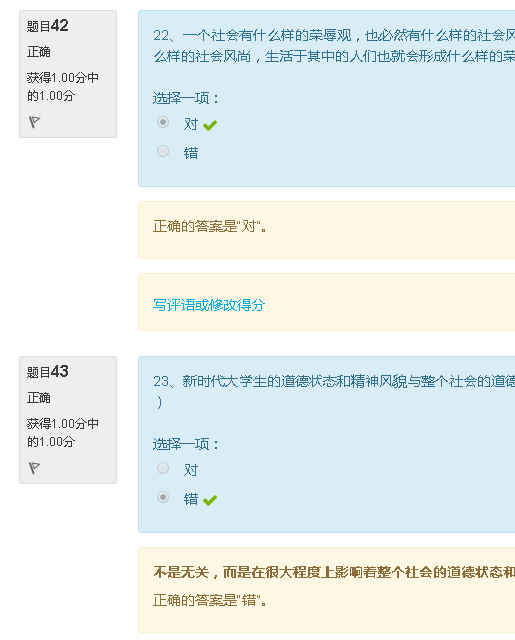 题目42
正确
获得1.00分中
的1.00分
22、一个社会有什么样的荣辱观，也必然有什么样的社会风
么样的社会风尚，生活于其中的人们也就会形成什么样的荣
选择一项：
对
错
正确的答案是“对”。
写评语或修改得分
题目43
正确
获得1.00分中
的1.00分
23、新时代大学生的道德状态和精神风貌与整个社会的道德
）
选择一项：
对
错
不是无关，而是在很大程度上影响着整个社会的道德状态和
正确的答案是“错”。